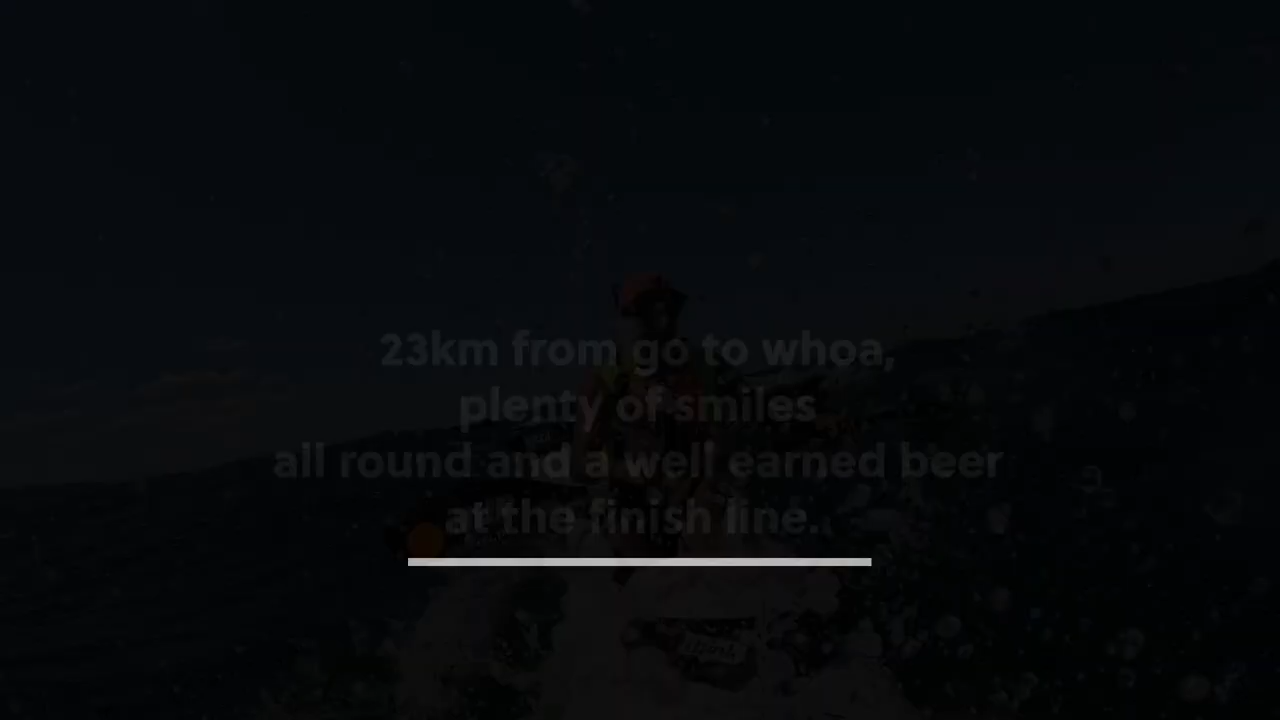 23km from go to whoa,
plenty of smiles
all round and a well earned beer
at the finish line.